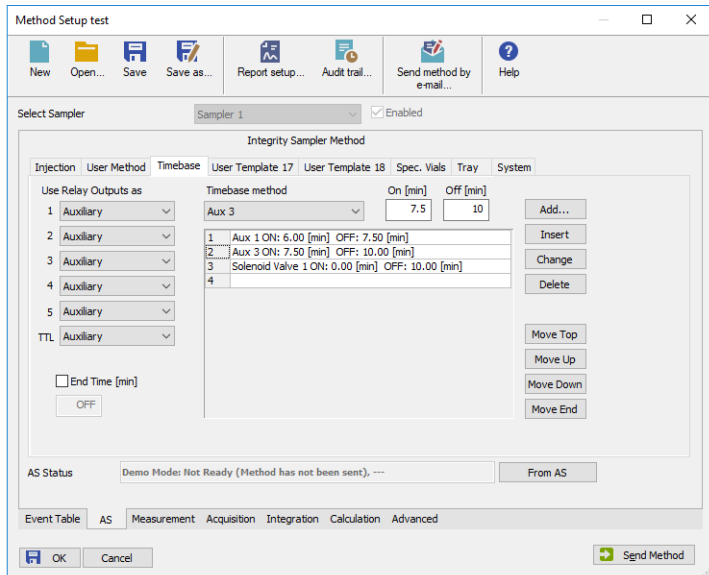 Method Setup test
New Open... Save Save as... Report setup... Audit trail... Send method by e-mail... Help
Select Sampler Sampler 1 Enabled
Integrity Sampler Method
Injection User Method Timebase User Template 17 User Template 18 Spec. Vials Tray System
Use Relay Outputs as Timebase method On [min] Off [min]
1 Auxiliary Aux 3 7.5 10 Add...
2 Auxiliary
3 Auxiliary
4 Auxiliary
5 Auxiliary
TTL Auxiliary
1 Aux 1 ON: 6.00 [min] OFF: 7.50 [min]
2 Aux 3 ON: 7.50 [min] OFF: 10.00 [min]
3 Solenoid Valve 1 ON: 0.00 [min] OFF: 10.00 [min]
4
Insert
Change
Delete
Move Top
Move Up
Move Down
Move End
End Time [min]
OFF
AS Status Demo Mode: Not Ready (Method has not been sent), --- From AS
Event Table AS Measurement Acquisition Integration Calculation Advanced
OK Cancel Send Method